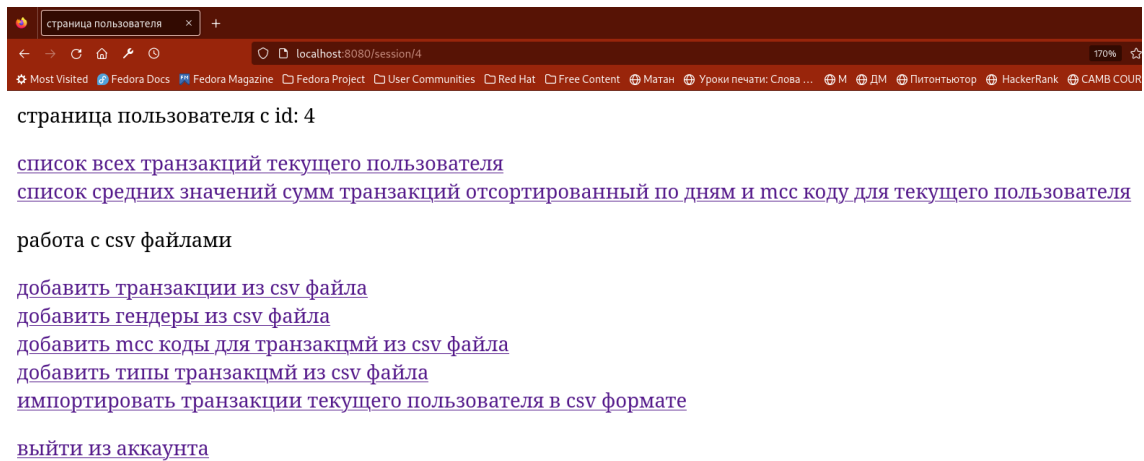 страница пользователя × +
localhost:8080/session/4 170%
Most Visited Fedora Docs Fedora Magazine Fedora Project User Communities Red Hat Free Content Матан Уроки печати: Слова ... М ДМ Питонтьютор HackerRank CAMB COUR
страница пользователя с id: 4
список всех транзакций текущего пользователя
список средних значений сумм транзакций отсортированный по дням и mcc коду для текущего пользователя
работа с csv файлами
добавить транзакции из csv файла
добавить гендеры из csv файла
добавить mcc коды для транзакцмй из csv файла
добавить типы транзакцмй из csv файла
импортировать транзакции текущего пользователя в csv формате
выйти из аккаунта